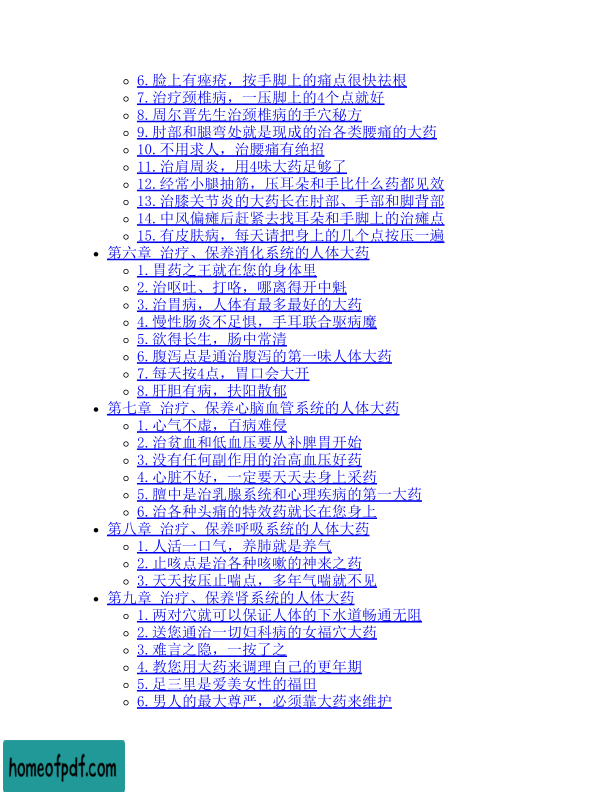 6.脸上有痤疮，按手脚上的痛点很快祛根
7.治疗颈椎病，一压脚上的4个点就好
8.周尔晋先生治颈椎病的手穴秘方
9.肘部和腿弯处就是现成的治各类腰痛的大药
10.不用求人，治腰痛有绝招
11.治肩周炎，用4味大药足够了
12.经常小腿抽筋，压耳朵和手比什么药都见效
13.治膝关节炎的大药长在肘部、手部和脚背部
14.中风偏瘫后赶紧去找耳朵和手脚上的治瘫点
15.有皮肤病，每天请把身上的几个点按压一遍
第六章 治疗、保养消化系统的人体大药
1.胃药之王就在您的身体里
2.治呕吐、打咯，哪离得开中魁
3.治胃病，人体有最多最好的大药
4.慢性肠炎不足惧，手耳联合驱病魔
5.欲得长生，肠中常清
6.腹泻点是通治腹泻的第一味人体大药
7.每天按4点，胃口会大开
8.肝胆有病，扶阳散郁
第七章 治疗、保养心脑血管系统的人体大药
1.心气不虚，百病难侵
2.治贫血和低血压要从补脾胃开始
3.没有任何副作用的治高血压好药
4.心脏不好，一定要天天去身上采药
5.膻中是治乳腺系统和心理疾病的第一大药
6.治各种头痛的特效药就长在您身上
第八章 治疗、保养呼吸系统的人体大药
1.人活一口气，养肺就是养气
2.止咳点是治各种咳嗽的神来之药
3.天天按压止喘点，多年气喘就不见
第九章 治疗、保养肾系统的人体大药
1.两对穴就可以保证人体的下水道畅通无阻
2.送您通治一切妇科病的女福穴大药
3.难言之隐，一按了之
4.教您用大药来调理自己的更年期
5.足三里是爱美女性的福田
6.男人的最大尊严，必须靠大药来维护
homeofpdf.com